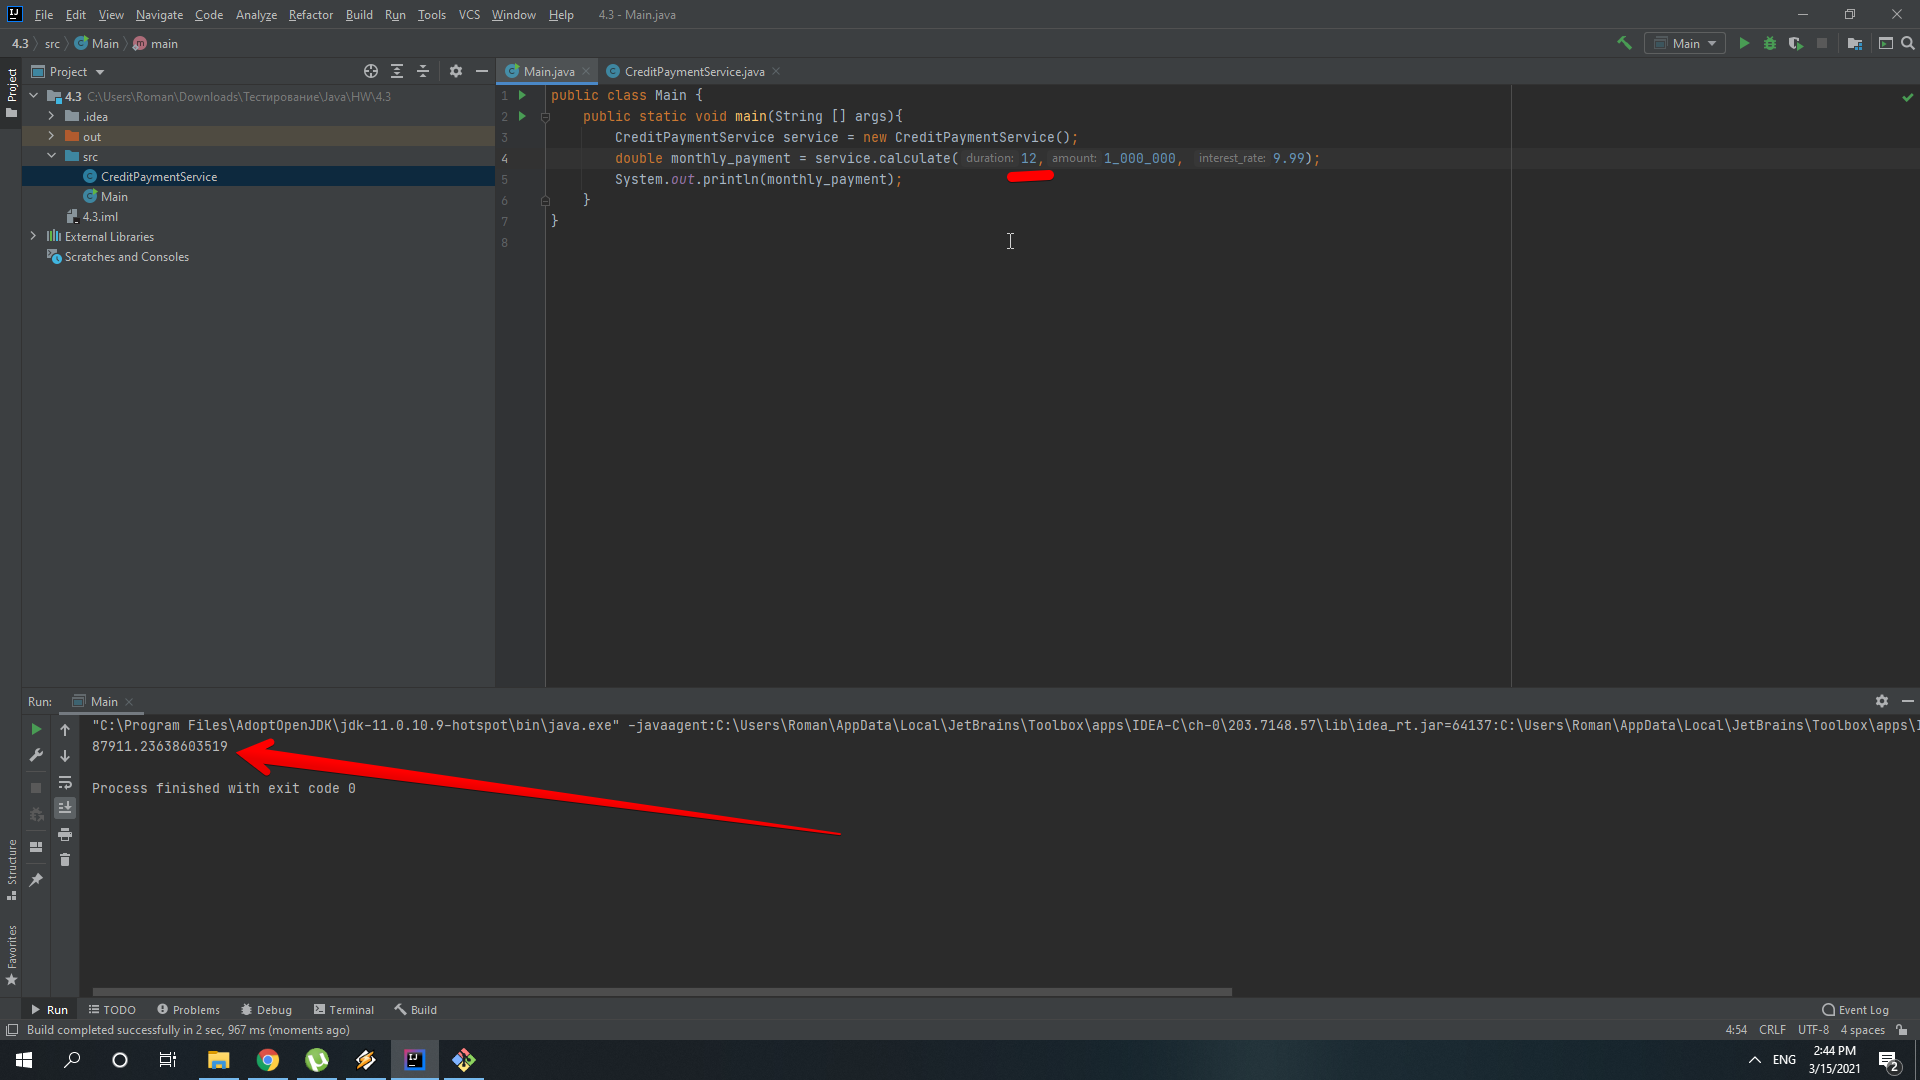 File Edit View Navigate Code Analyze Refactor Build Run Tools VCS Window Help 4.3 - Main.java
4.3 src Main main
Main
Project
Project
Main.java
CreditPaymentService.java
4.3 C:\Users\Roman\Downloads\Тестирование\Java\HW\4.3
.idea
out
src
CreditPaymentService
Main
4.3.iml
External Libraries
Scratches and Consoles
1 public class Main {
2 public static void main(String [] args){
3 CreditPaymentService service = new CreditPaymentService();
4 double monthly_payment = service.calculate( duration: 12, amount: 1_000_000, interest_rate: 9.99);
5 System.out.println(monthly_payment);
6 }
7 }
8
Run: Main
"C:\Program Files\AdoptOpenJDK\jdk-11.0.10.9-hotspot\bin\java.exe" -javaagent:C:\Users\Roman\AppData\Local\JetBrains\Toolbox\apps\IDEA-C\ch-0\203.7148.57\lib\idea_rt.jar=64137:C:\Users\Roman\AppData\Local\JetBrains\Toolbox\apps\
87911.23638603519
Process finished with exit code 0
Structure
Favorites
Run TODO Problems Debug Terminal Build
Event Log
Build completed successfully in 2 sec, 967 ms (moments ago)
4:54 CRLF UTF-8 4 spaces
ENG
2:44 PM
3/15/2021
2